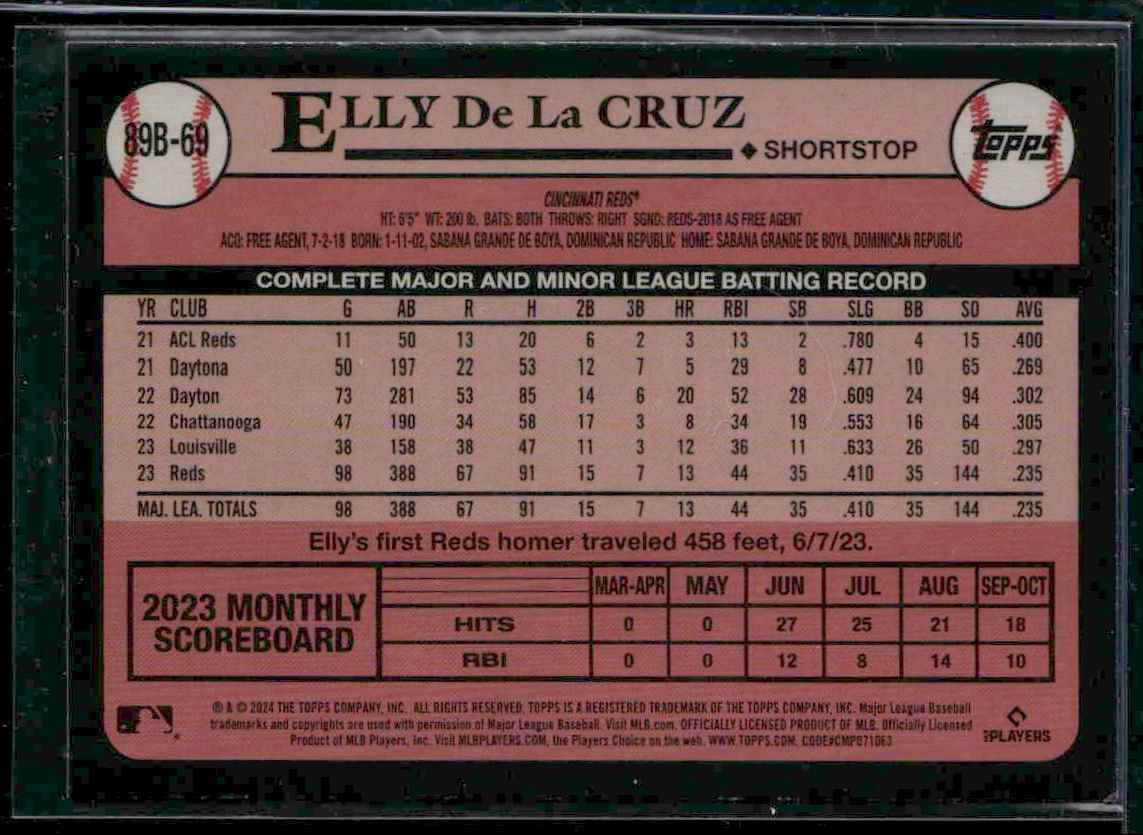 89B-69
ELLY De La CRUZ
◆ SHORTSTOP
TOPPS
CINCINNATI REDS®
HT: 6'5" WT: 200 lb. BATS: BOTH THROWS: RIGHT SGND: REDS-2018 AS FREE AGENT
ACQ: FREE AGENT, 7-2-18 BORN: 1-11-02, SABANA GRANDE DE BOYA, DOMINICAN REPUBLIC HOME: SABANA GRANDE DE BOYA, DOMINICAN REPUBLIC
COMPLETE MAJOR AND MINOR LEAGUE BATTING RECORD
YR CLUB G AB R H 2B 3B HR RBI SB SLG BB SO AVG
21 ACL Reds 11 50 13 20 6 2 3 13 2 .780 4 15 .400
21 Daytona 50 197 22 53 12 7 5 29 8 .477 10 65 .269
22 Dayton 73 281 53 85 14 6 20 52 28 .609 24 94 .302
22 Chattanooga 47 190 34 58 17 3 8 34 19 .553 16 64 .305
23 Louisville 38 158 38 47 11 3 12 36 11 .633 26 50 .297
23 Reds 98 388 67 91 15 7 13 44 35 .410 35 144 .235
MAJ. LEA. TOTALS 98 388 67 91 15 7 13 44 35 .410 35 144 .235
Elly's first Reds homer traveled 458 feet, 6/7/23.
2023 MONTHLY
SCOREBOARD
MAR-APR MAY JUN JUL AUG SEP-OCT
HITS 0 0 27 25 21 18
RBI 0 0 12 8 14 10
® & © 2024 THE TOPPS COMPANY, INC. ALL RIGHTS RESERVED. TOPPS IS A REGISTERED TRADEMARK OF THE TOPPS COMPANY, INC. Major League Baseball
trademarks and copyrights are used with permission of Major League Baseball. Visit MLB.com. OFFICIALLY LICENSED PRODUCT OF MLB. Officially Licensed
Product of MLB Players, Inc. Visit MLBPLAYERS.COM, the Players Choice on the web. WWW.TOPPS.COM. CODE#CMP071063
MLBPLAYERS